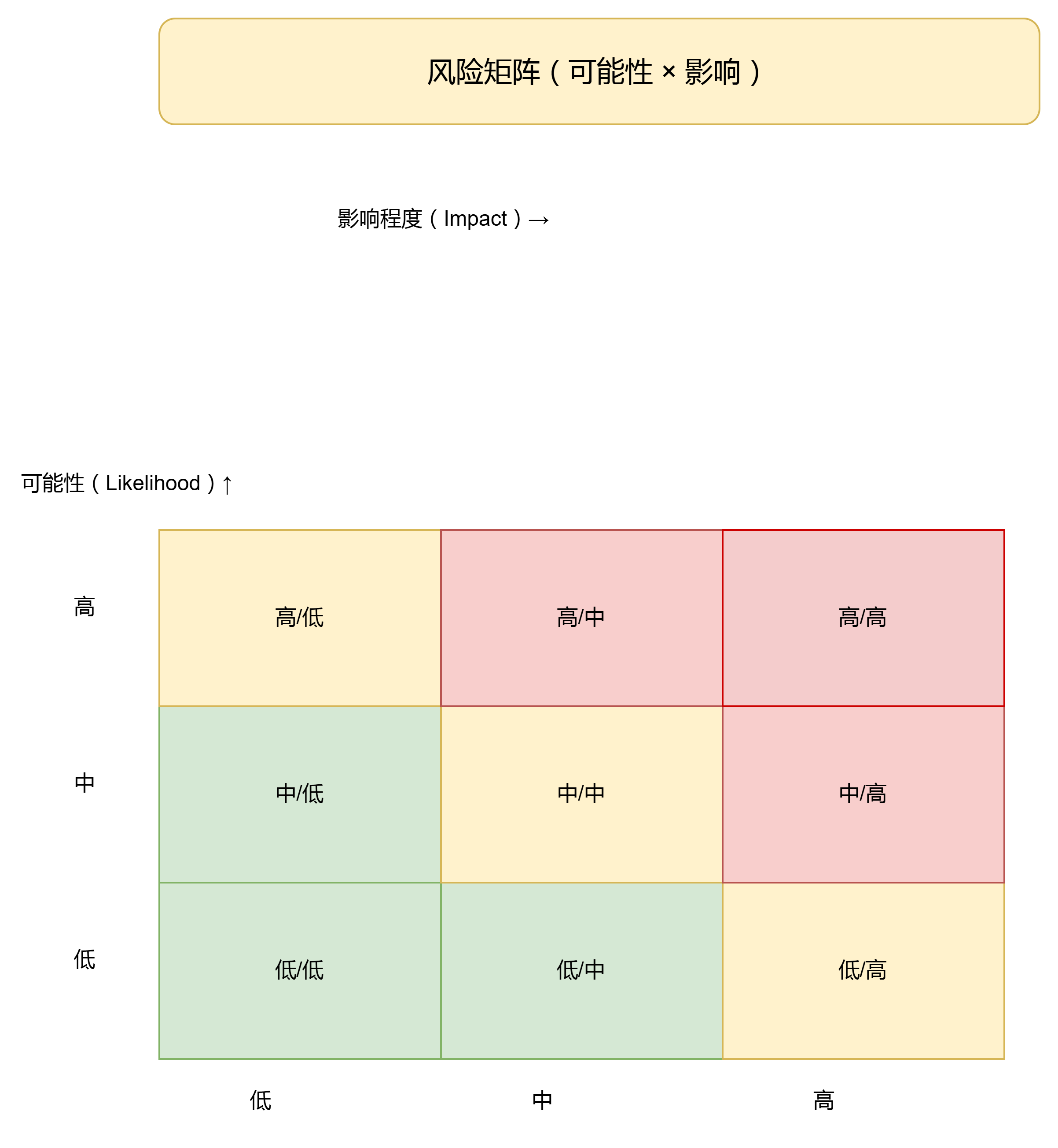 风险矩阵（可能性 × 影响）
影响程度（Impact）→
可能性（Likelihood）↑
高
高/低
高/中
高/高
中
中/低
中/中
中/高
低
低/低
低/中
低/高
低
中
高